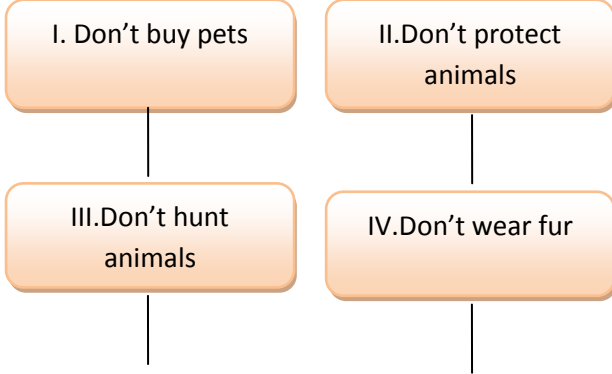 I. Don’t buy pets
II.Don’t protect
animals
III.Don’t hunt
animals
IV.Don’t wear fur